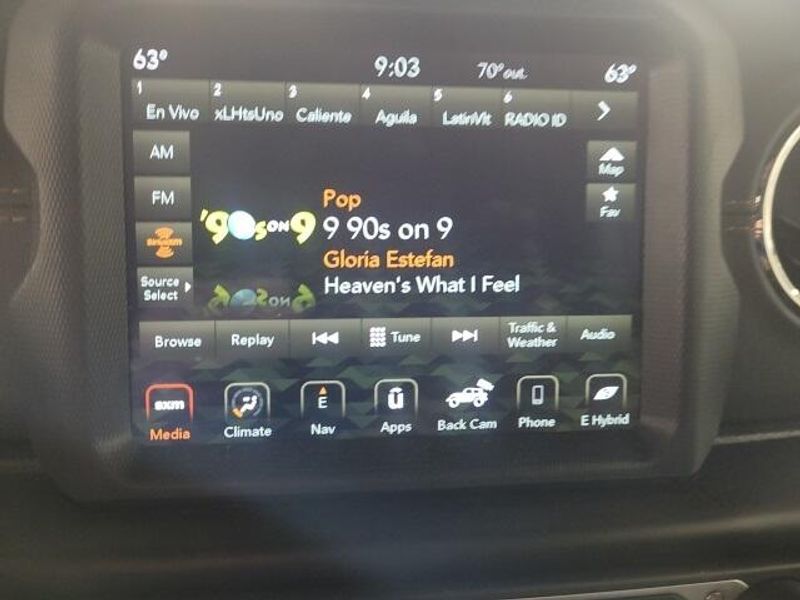 63°
9:03
70° out
63°
1 En Vivo
2 xLHtsUno
3 Caliente
4 Aguila
5 LatinVit
6 RADIO ID
AM
FM
siriusxm
Source
Select
'90s ON 9
Pop
9 90s on 9
Gloria Estefan
Heaven's What I Feel
Map
Fav
Browse
Replay
Tune
Traffic &
Weather
Audio
sxm
Media
Climate
E
Nav
u
Apps
Back Cam
Phone
E Hybrid